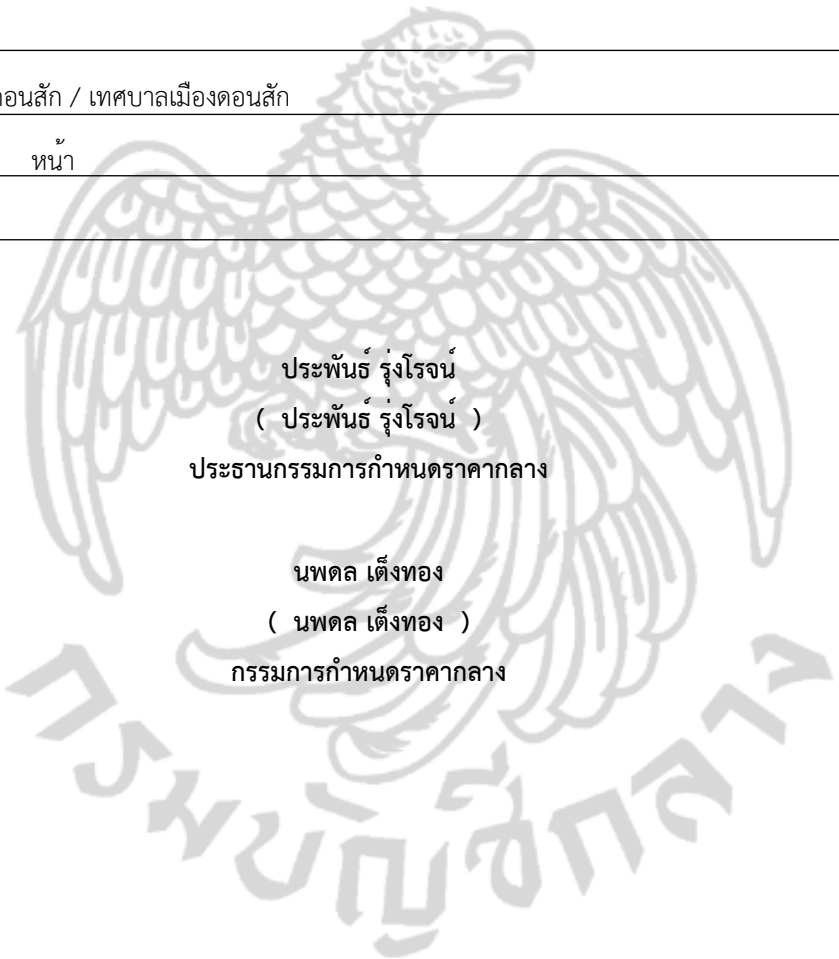 อนสัก / เทศบาลเมืองดอนสัก
หน้า
ประพันธ์ รุ่งโรจน์
( ประพันธ์ รุ่งโรจน์ )
ประธานกรรมการกำหนดราคากลาง
นพดล เต็งทอง
( นพดล เต็งทอง )
กรรมการกำหนดราคากลาง
กรมบัญชีกลาง